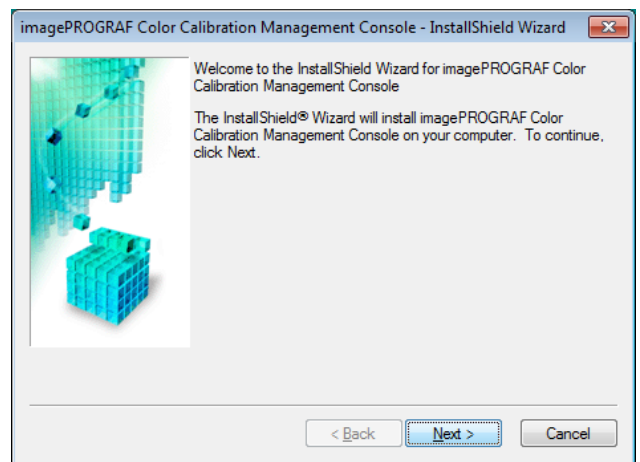 imagePROGRAF Color Calibration Management Console - InstallShield Wizard
Welcome to the InstallShield Wizard for imagePROGRAF Color
Calibration Management Console
The InstallShield® Wizard will install imagePROGRAF Color
Calibration Management Console on your computer. To continue,
click Next.
< Back Next > Cancel